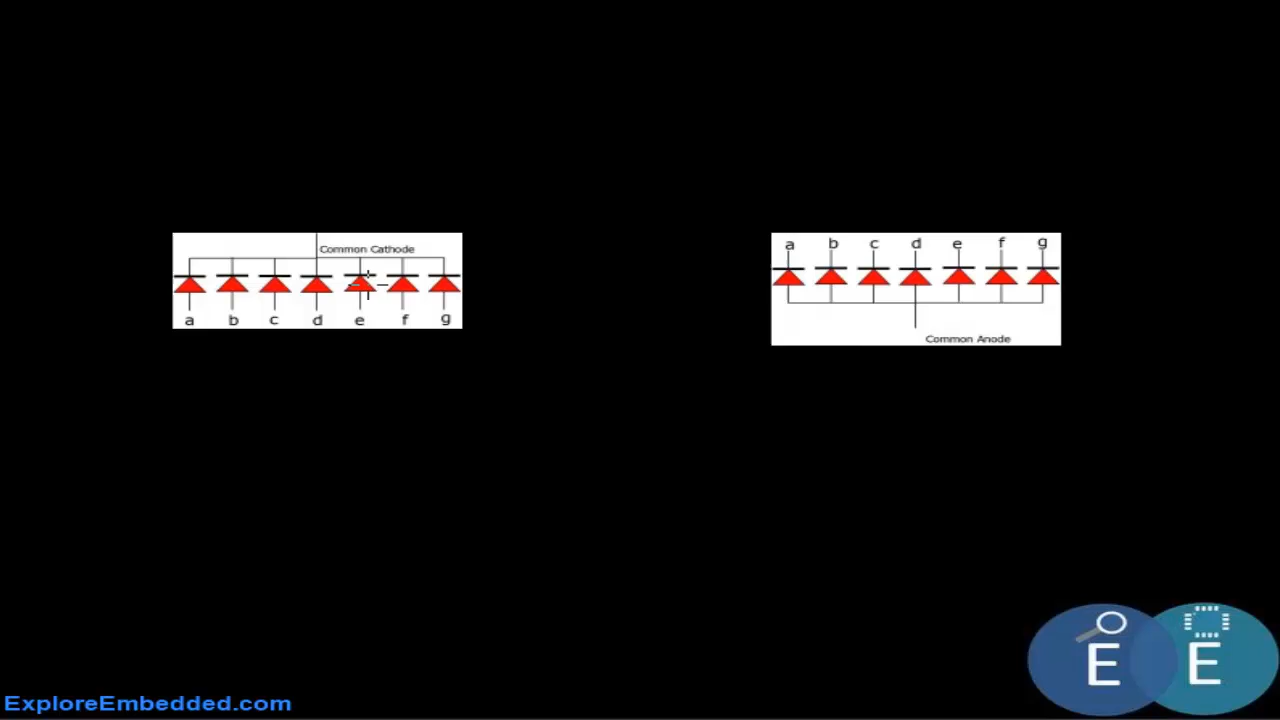 Common Cathode
a b c d e f g
a b c d e f g
Common Anode
E E
ExploreEmbedded.com